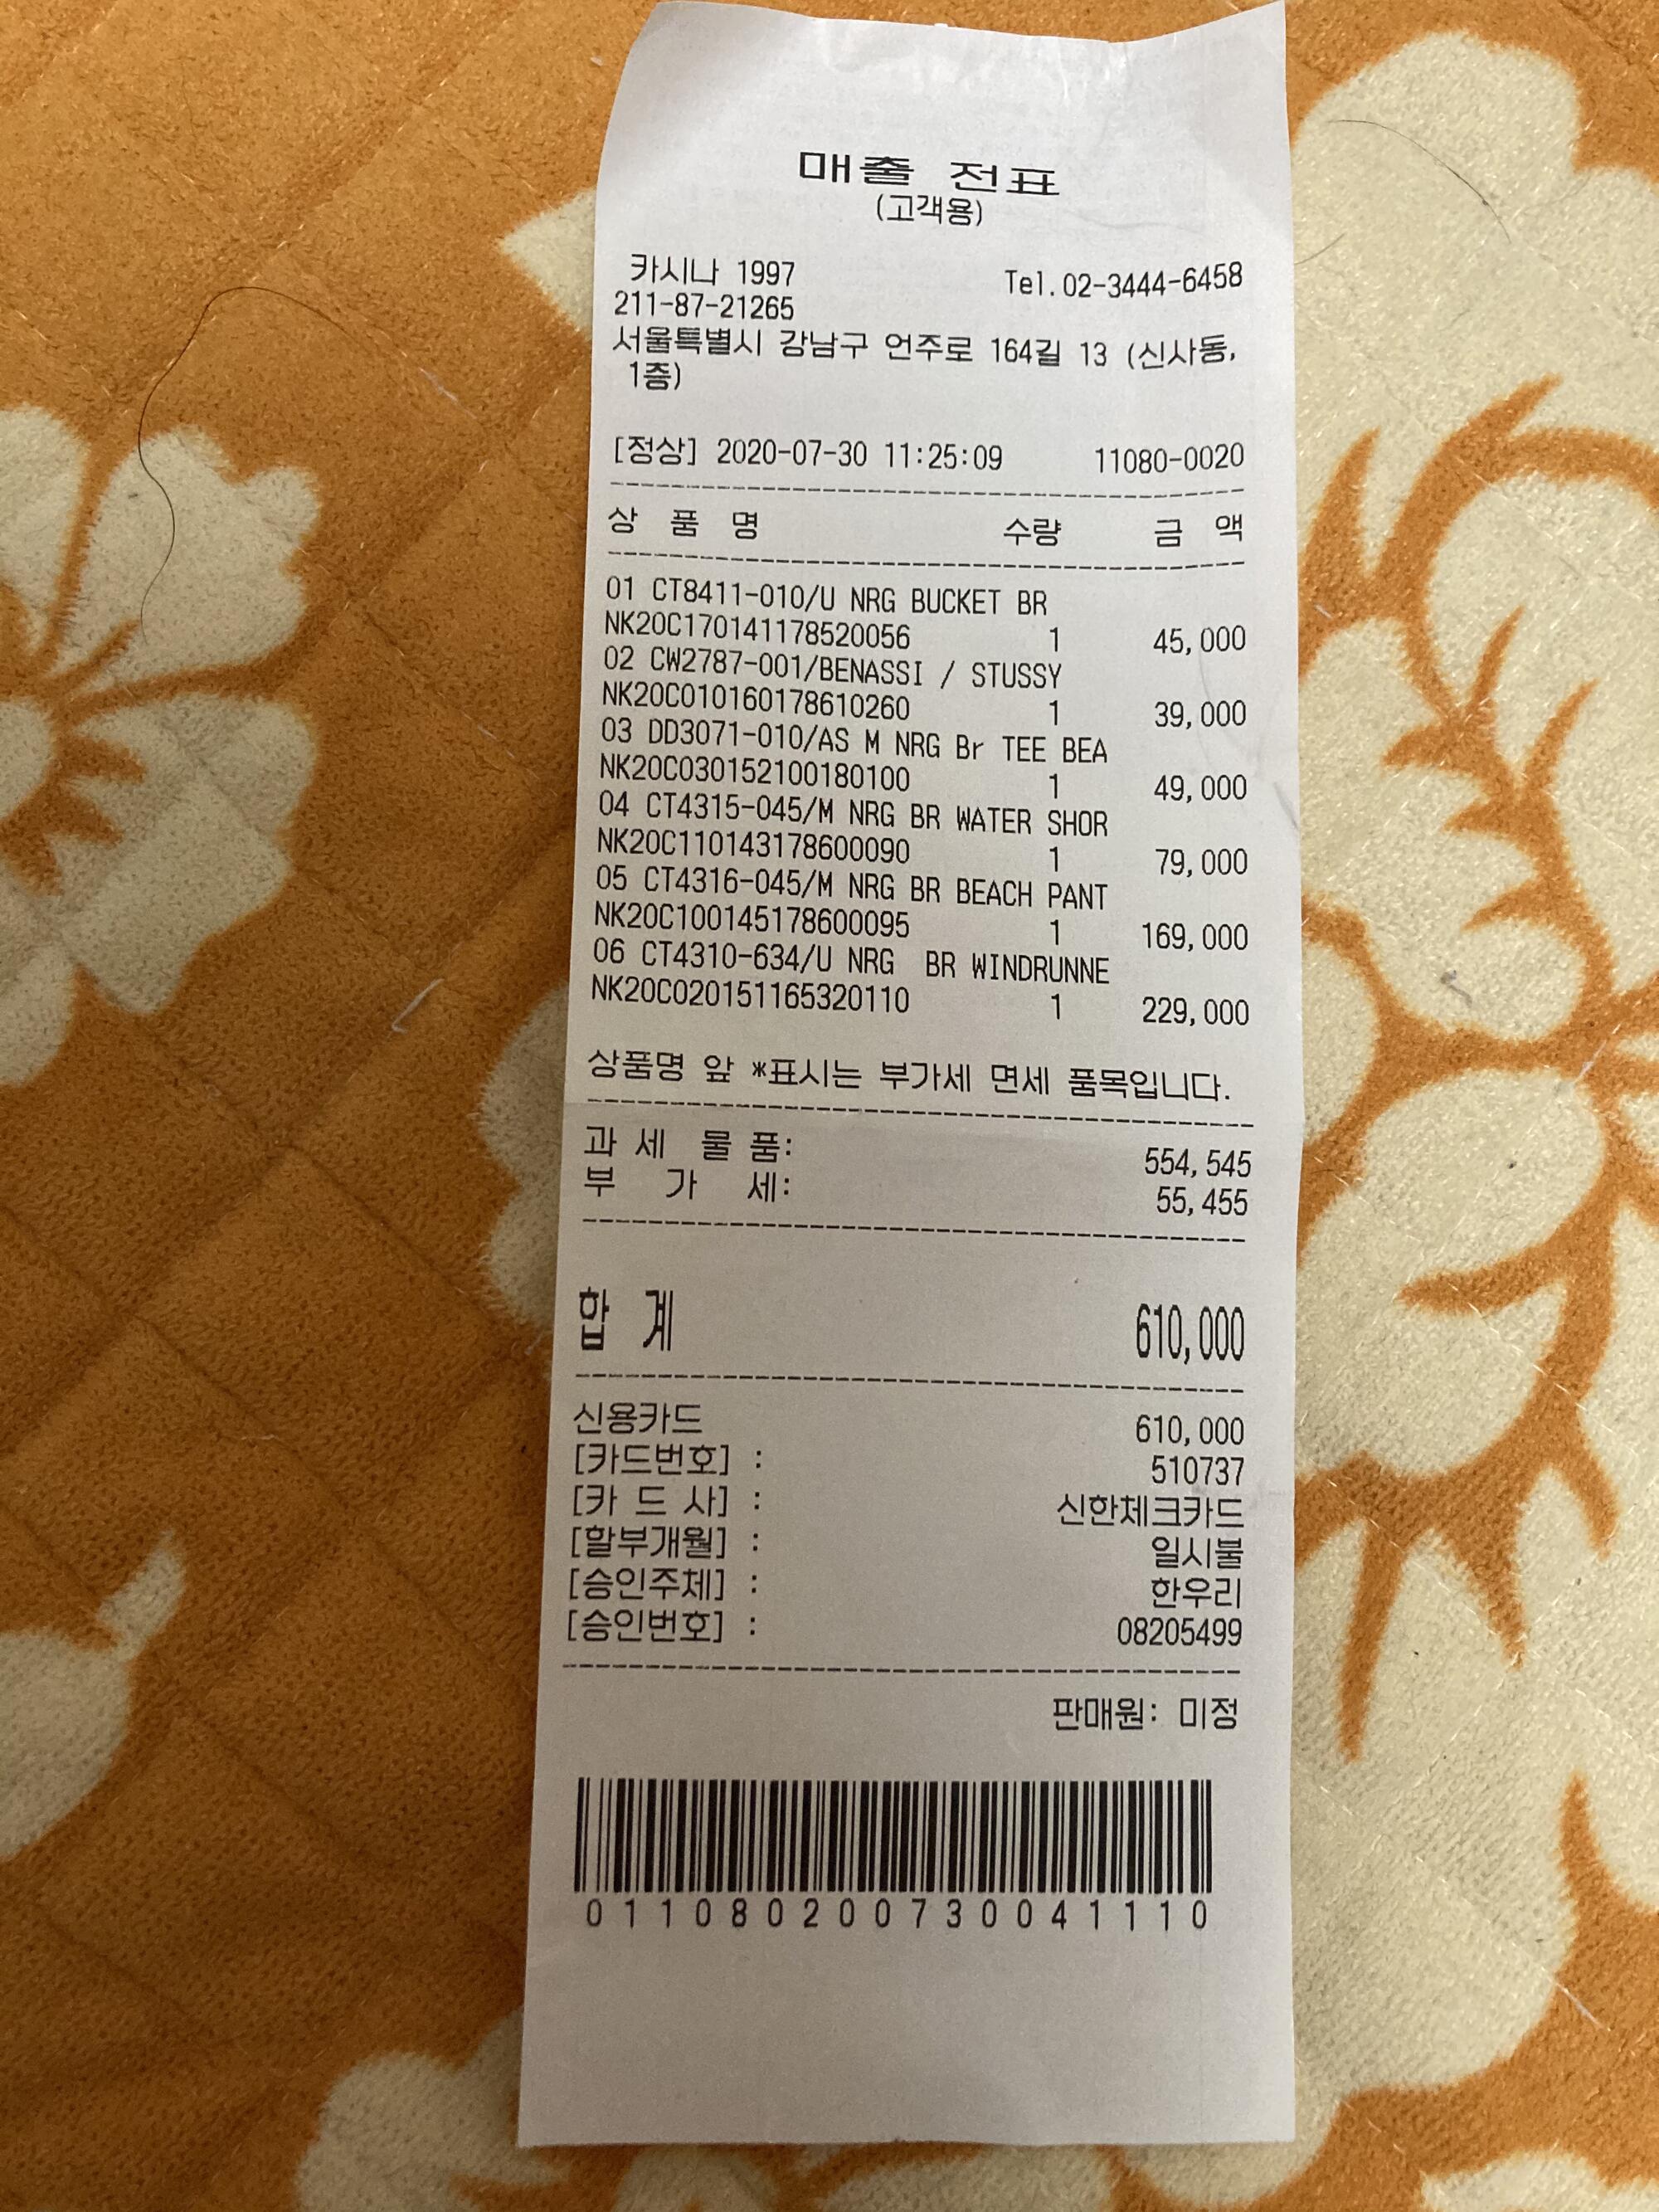 매출 전표
(고객용)
카시나 1997 Tel.02-3444-6458
211-87-21265
서울특별시 강남구 언주로 164길 13 (신사동,
1층)
[정상] 2020-07-30 11:25:09 11080-0020
상 품 명 수량 금 액
01 CT8411-010/U NRG BUCKET BR
NK20C170141178520056 1 45,000
02 CW2787-001/BENASSI / STUSSY
NK20C010160178610260 1 39,000
03 DD3071-010/AS M NRG Br TEE BEA
NK20C030152100180100 1 49,000
04 CT4315-045/M NRG BR WATER SHOR
NK20C110143178600090 1 79,000
05 CT4316-045/M NRG BR BEACH PANT
NK20C100145178600095 1 169,000
06 CT4310-634/U NRG BR WINDRUNNE
NK20C020151165320110 1 229,000
상품명 앞 *표시는 부가세 면세 품목입니다.
과 세 물 품: 554,545
부 가 세: 55,455
합 계 610,000
신용카드 610,000
[카드번호] : 510737
[카 드 사] : 신한체크카드
[할부개월] : 일시불
[승인주체] : 한우리
[승인번호] : 08205499
판매원: 미정
011080200730041110